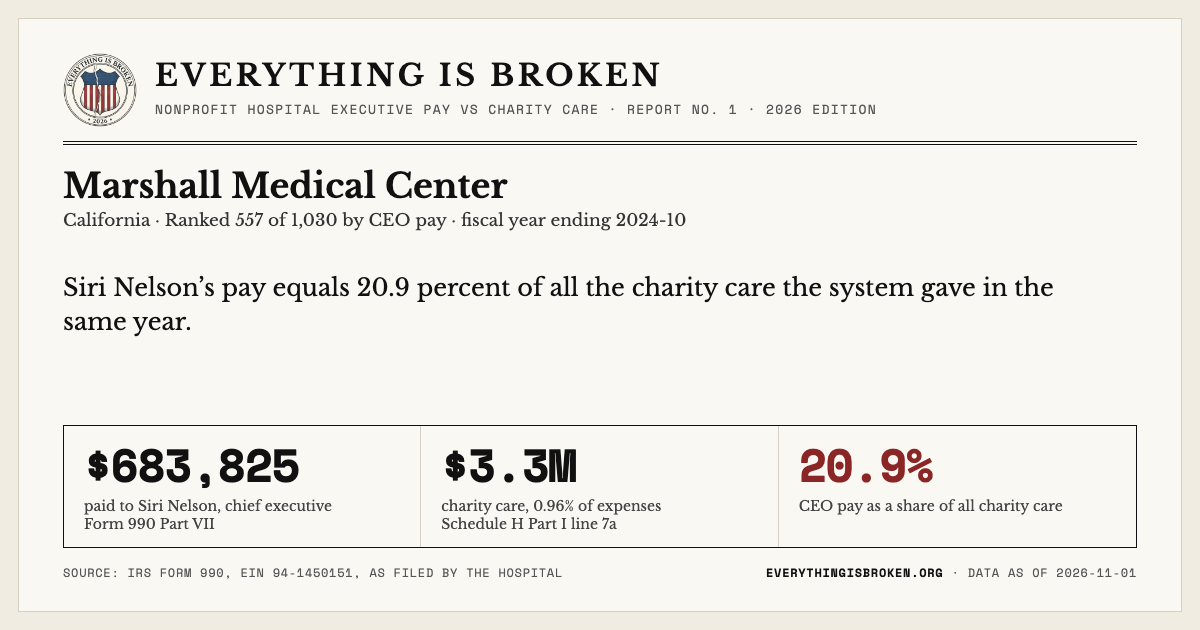 EVERYTHING IS BROKEN
2026
EVERYTHING IS BROKEN
NONPROFIT HOSPITAL EXECUTIVE PAY VS CHARITY CARE · REPORT NO. 1 · 2026 EDITION
Marshall Medical Center
California · Ranked 557 of 1,030 by CEO pay · fiscal year ending 2024-10
Siri Nelson’s pay equals 20.9 percent of all the charity care the system gave in the
same year.
$683,825
paid to Siri Nelson, chief executive
Form 990 Part VII
$3.3M
charity care, 0.96% of expenses
Schedule H Part I line 7a
20.9%
CEO pay as a share of all charity care
SOURCE: IRS FORM 990, EIN 94-1450151, AS FILED BY THE HOSPITAL
EVERYTHINGISBROKEN.ORG · DATA AS OF 2026-11-01